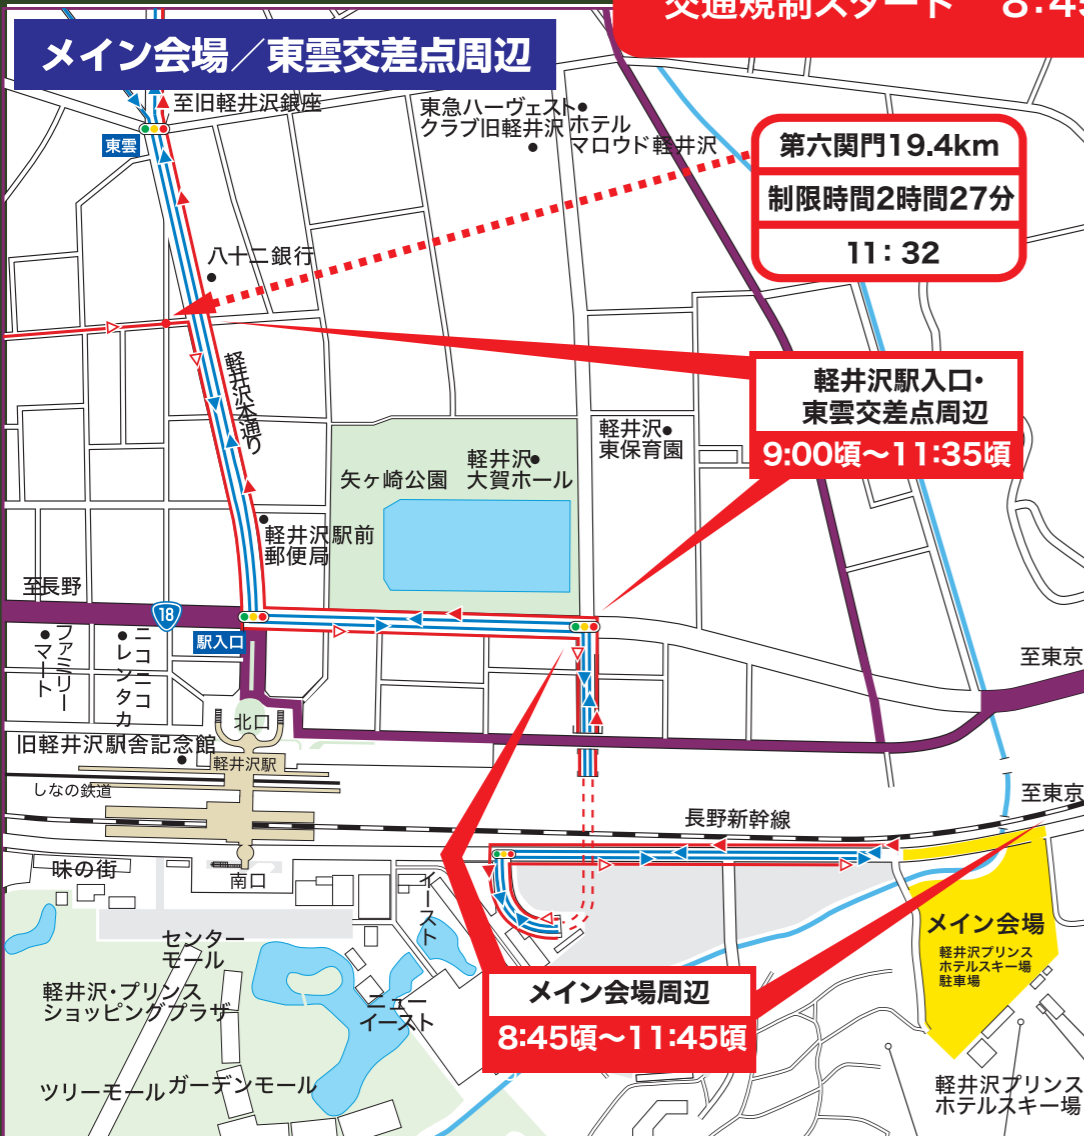 交通規制スタート 8:45
メイン会場／東雲交差点周辺
至旧軽井沢銀座
東雲
東急ハーヴェスト
クラブ旧軽井沢
ホテル
マロウド軽井沢
第六関門19.4km
制限時間2時間27分
11：32
八十二銀行
軽井沢本通り
軽井沢駅入口・
東雲交差点周辺
9:00頃〜11:35頃
軽井沢
東保育園
矢ヶ崎公園
軽井沢
大賀ホール
軽井沢駅前
郵便局
至長野
18
駅入口
ファミリー
マート
ニコニコ
レンタカ
至東京
北口
旧軽井沢駅舎記念館
軽井沢駅
しなの鉄道
至東京
長野新幹線
味の街
南口
イースト
メイン会場
軽井沢プリンス
ホテルスキー場
駐車場
センター
モール
軽井沢・プリンス
ショッピングプラザ
ニュー
イースト
メイン会場周辺
8:45頃〜11:45頃
ツリーモール
ガーデンモール
軽井沢プリンス
ホテルスキー場